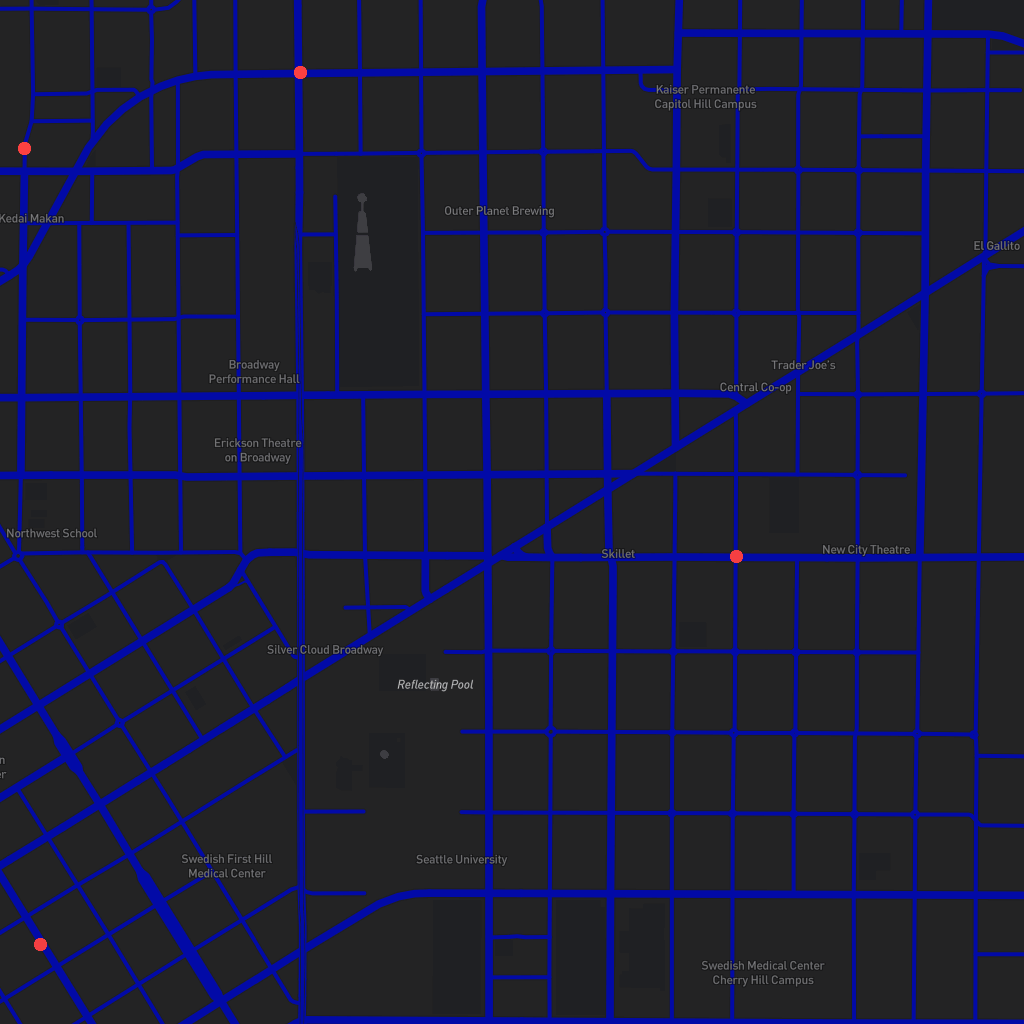 Kaiser Permanente
Capitol Hill Campus
Kedai Makan
Outer Planet Brewing
El Gallito
Broadway
Performance Hall
Trader Joe's
Central Co-op
Erickson Theatre
on Broadway
Northwest School
Skillet
New City Theatre
Silver Cloud Broadway
Reflecting Pool
n
er
Swedish First Hill
Medical Center
Seattle University
Swedish Medical Center
Cherry Hill Campus